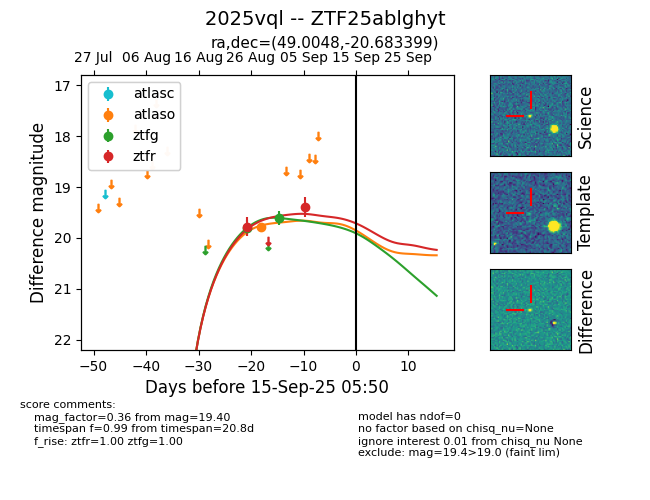 2025vql -- ZTF25ablghyt
ra,dec=(49.0048,-20.683399)
27 Jul 06 Aug 16 Aug 26 Aug 05 Sep 15 Sep 25 Sep
17
18
19
20
21
22
Difference magnitude
atlasc
atlaso
ztfg
ztfr
−50 −40 −30 −20 −10 0 10
Days before 15-Sep-25 05:50
Science
Template
Difference
score comments:
mag_factor=0.36 from mag=19.40
timespan f=0.99 from timespan=20.8d
f_rise: ztfr=1.00 ztfg=1.00
model has ndof=0
no factor based on chisq_nu=None
ignore interest 0.01 from chisq_nu None
exclude: mag=19.4>19.0 (faint lim)